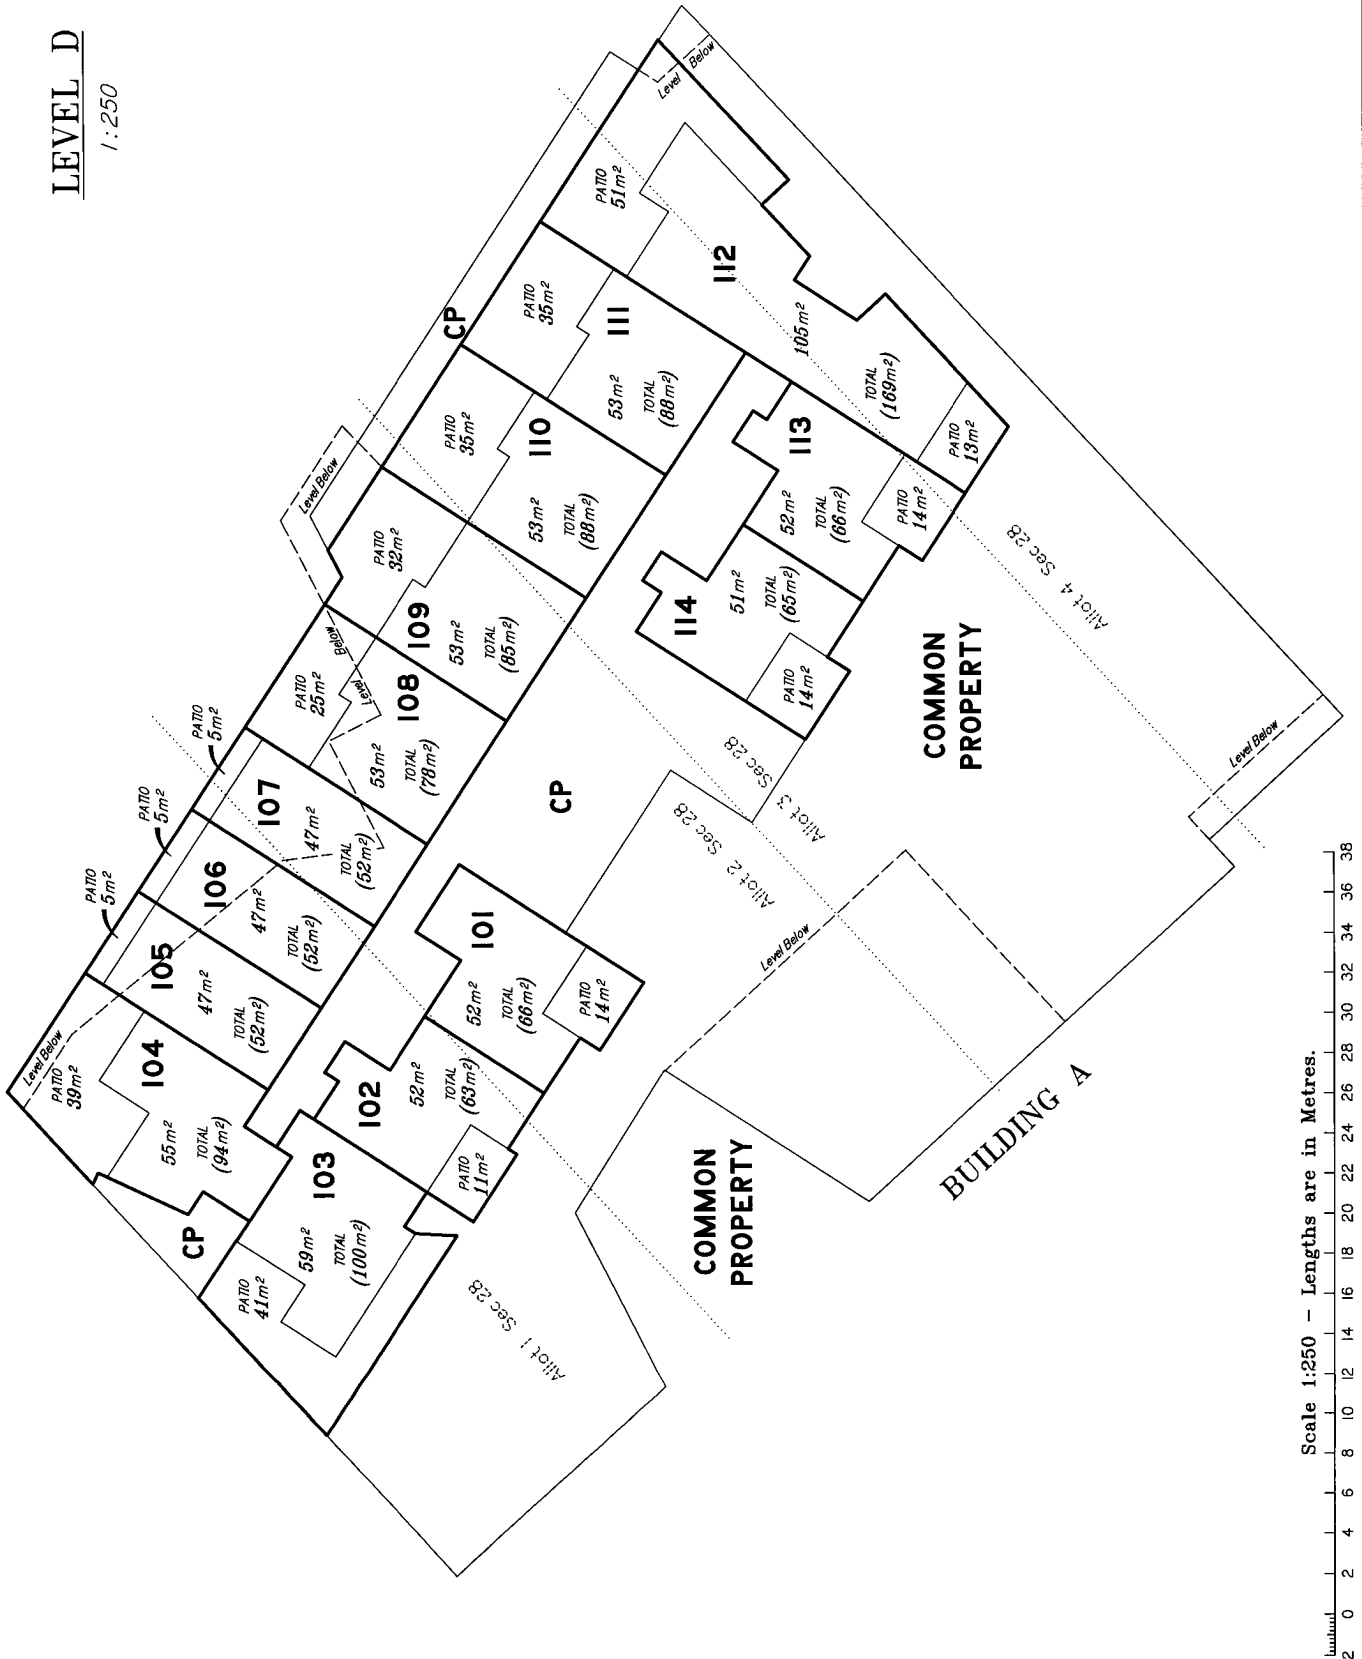 LEVEL D
1:250
Level Below
PATIO
51m²
112
105m²
TOTAL
(169m²)
PATIO
13m²
CP
PATIO
35m²
111
53m²
TOTAL
(88m²)
PATIO
35m²
110
53m²
TOTAL
(88m²)
113
52m²
TOTAL
(66m²)
PATIO
14m²
Level Below
PATIO
32m²
109
53m²
TOTAL
(85m²)
114
51m²
TOTAL
(65m²)
PATIO
14m²
Level Below
PATIO
25m²
108
53m²
TOTAL
(78m²)
PATIO
5m²
107
47m²
TOTAL
(52m²)
PATIO
5m²
106
47m²
TOTAL
(52m²)
PATIO
5m²
105
47m²
TOTAL
(52m²)
Level Below
PATIO
39m²
104
55m²
TOTAL
(94m²)
CP
CP
101
52m²
TOTAL
(66m²)
PATIO
14m²
102
52m²
TOTAL
(63m²)
PATIO
11m²
103
59m²
TOTAL
(100m²)
PATIO
41m²
Allot 4 Sec 28
Allot 3 Sec 28
Allot 2 Sec 28
Allot 1 Sec 28
COMMON
PROPERTY
Level Below
Level Below
COMMON
PROPERTY
BUILDING A
Scale 1:250 – Lengths are in Metres.
2 0 2 4 6 8 10 12 14 16 18 20 22 24 26 28 30 32 34 36 38